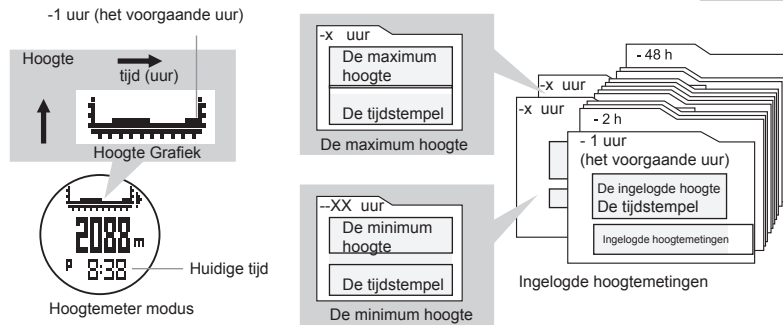 -1 uur (het voorgaande uur)
Hoogte
tijd (uur)
Hoogte Grafiek
2088 m
P 8:38
Huidige tijd
Hoogtemeter modus
-x uur
De maximum
hoogte
De tijdstempel
De maximum hoogte
--XX uur
De minimum
hoogte
De tijdstempel
De minimum hoogte
- 48 h
-x uur
-x uur
- 2 h
- 1 uur
(het voorgaande uur)
De ingelogde hoogte
De tijdstempel
Ingelogde hoogtemetingen
Ingelogde hoogtemetingen